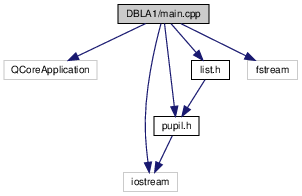 DBLA1/main.cpp
QCoreApplication
list.h
fstream
pupil.h
iostream